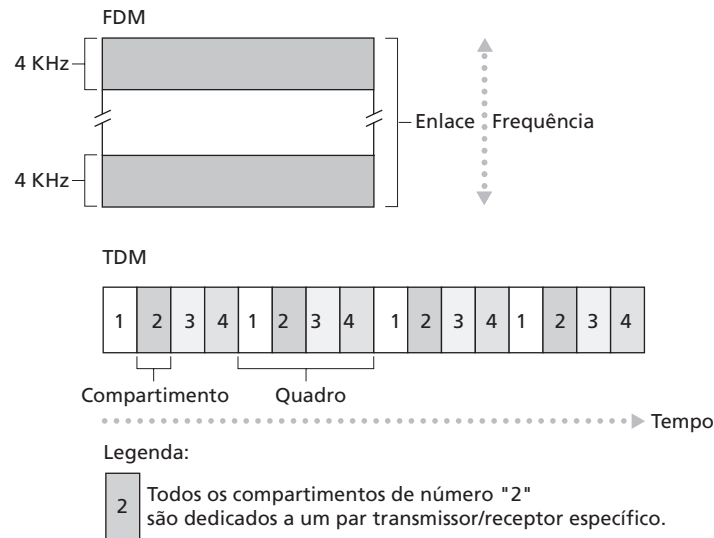 FDM
4 KHz
Enlace
Frequência
4 KHz
TDM
1 2 3 4 1 2 3 4 1 2 3 4 1 2 3 4
Compartimento
Quadro
Tempo
Legenda:
2
Todos os compartimentos de número "2"
são dedicados a um par transmissor/receptor específico.